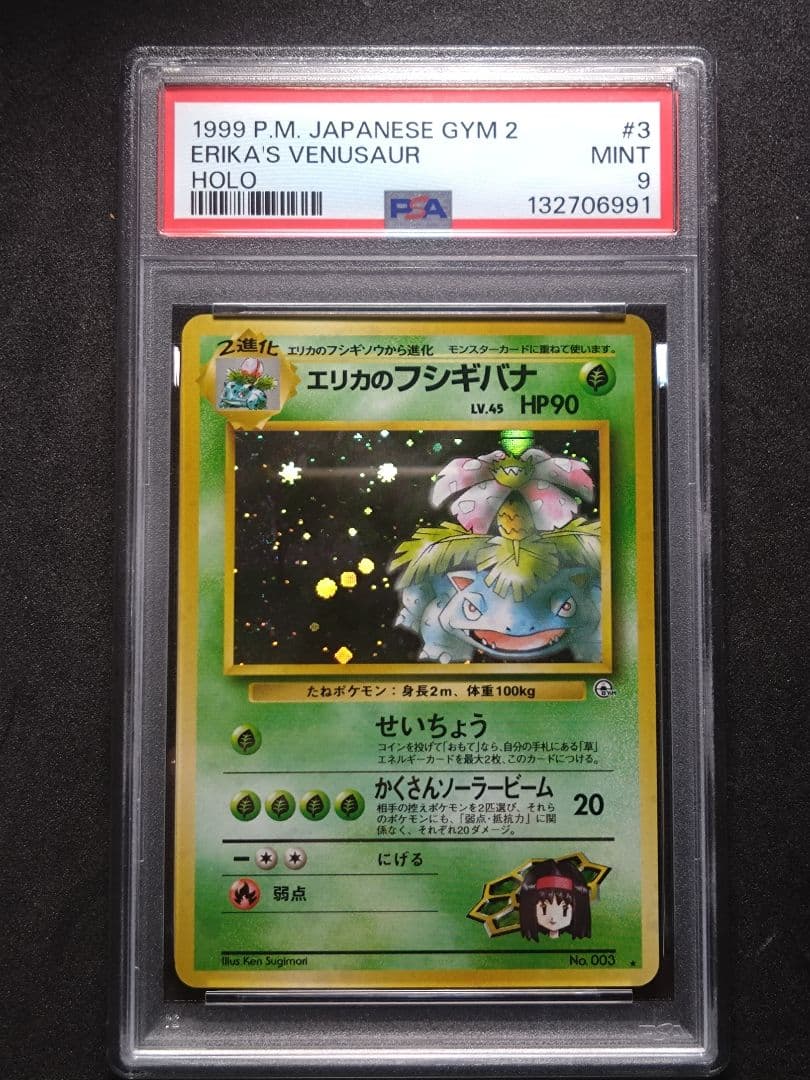 1999 P.M. JAPANESE GYM 2 #3
ERIKA'S VENUSAUR MINT
HOLO 9
PSA 132706991
2進化 エリカのフシギソウから進化 モンスターカードに重ねて使います。
エリカのフシギバナ
LV.45 HP90
たねポケモン：身長2m、体重100kg
GYM
せいちょう
コインを投げて「おもて」なら、自分の手札にある「草」
エネルギーカードを最大2枚、このカードにつける。
かくさんソーラービーム 20
相手の控えポケモンを2匹選び、それら
のポケモンにも、「弱点・抵抗力」に関
係なく、それぞれ20ダメージ。
にげる
弱点
Illus Ken Sugimori No. 003